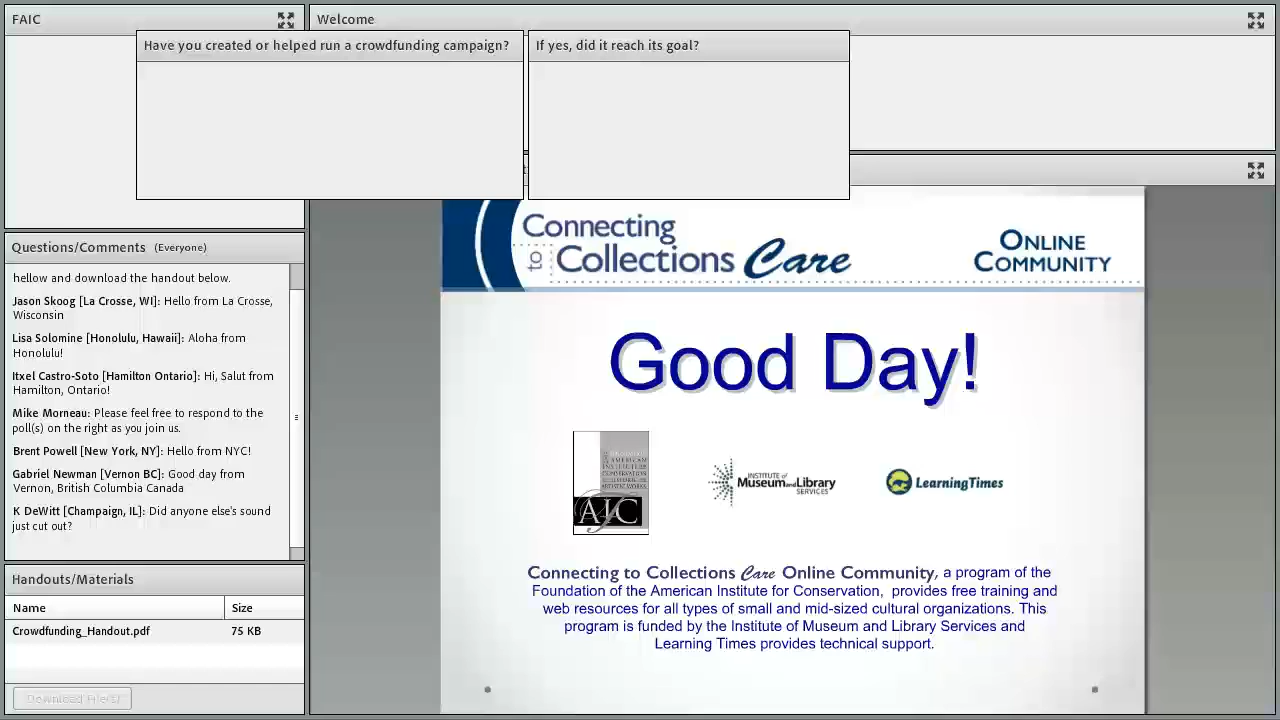 FAIC
Welcome
Have you created or helped run a crowdfunding campaign?
If yes, did it reach its goal?
Questions/Comments (Everyone)
hellow and download the handout below.
Jason Skoog [La Crosse, WI]: Hello from La Crosse,
Wisconsin
Lisa Solomine [Honolulu, Hawaii]: Aloha from
Honolulu!
Itxel Castro-Soto [Hamilton Ontario]: Hi, Salut from
Hamilton, Ontario!
Mike Morneau: Please feel free to respond to the
poll(s) on the right as you join us.
Brent Powell [New York, NY]: Hello from NYC!
Gabriel Newman [Vernon BC]: Good day from
Vernon, British Columbia Canada
K DeWitt [Champaign, IL]: Did anyone else's sound
just cut out?
Handouts/Materials
Name Size
Crowdfunding_Handout.pdf 75 KB
Download File(s)
Connecting
to Collections Care
ONLINE
COMMUNITY
Good Day!
AMERICAN
INSTITUTE
CONSERVATION
ARTISTIC WORKS
AIC
INSTITUTE of
Museum and Library
SERVICES
LearningTimes
Connecting to Collections Care Online Community, a program of the
Foundation of the American Institute for Conservation, provides free training and
web resources for all types of small and mid-sized cultural organizations. This
program is funded by the Institute of Museum and Library Services and
Learning Times provides technical support.